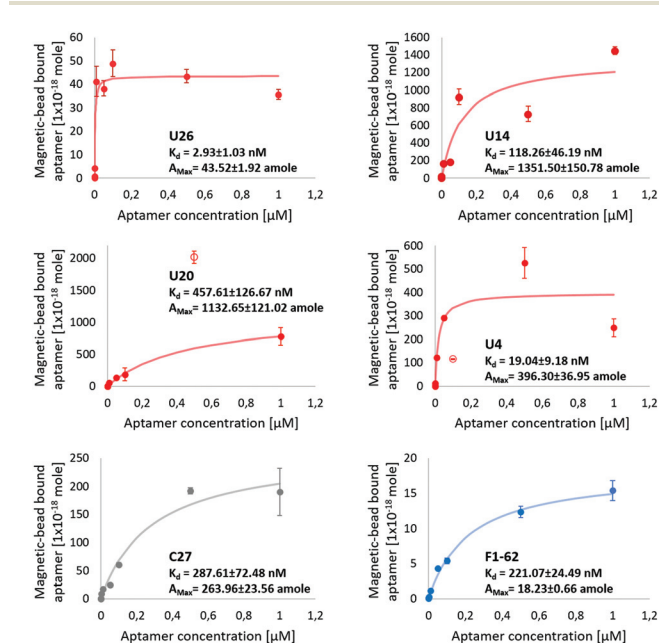 Magnetic-bead bound
aptamer [1x10⁻¹⁸ mole]
60
50
40
30
20
10
0
U26
K_d = 2.93±1.03 nM
A_Max= 43.52±1.92 amole
0 0,2 0,4 0,6 0,8 1 1,2
Aptamer concentration [µM]
Magnetic-bead bound
aptamer [1x10⁻¹⁸ mole]
1600
1400
1200
1000
800
600
400
200
0
U14
K_d = 118.26±46.19 nM
A_Max= 1351.50±150.78 amole
0 0,2 0,4 0,6 0,8 1 1,2
Aptamer concentration [µM]
Magnetic-bead bound
aptamer [1x10⁻¹⁸ mole]
2000
1500
1000
500
0
U20
K_d = 457.61±126.67 nM
A_Max= 1132.65±121.02 amole
0 0,2 0,4 0,6 0,8 1 1,2
Aptamer concentration [µM]
Magnetic-bead bound
aptamer [1x10⁻¹⁸ mole]
600
500
400
300
200
100
0
U4
K_d = 19.04±9.18 nM
A_Max= 396.30±36.95 amole
0 0,2 0,4 0,6 0,8 1 1,2
Aptamer concentration [µM]
Magnetic-bead bound
aptamer [1x10⁻¹⁸ mole]
250
200
150
100
50
0
C27
K_d = 287.61±72.48 nM
A_Max= 263.96±23.56 amole
0 0,2 0,4 0,6 0,8 1 1,2
Aptamer concentration [µM]
Magnetic-bead bound
aptamer [1x10⁻¹⁸ mole]
20
15
10
5
0
F1-62
K_d = 221.07±24.49 nM
A_Max= 18.23±0.66 amole
0 0,2 0,4 0,6 0,8 1 1,2
Aptamer concentration [µM]